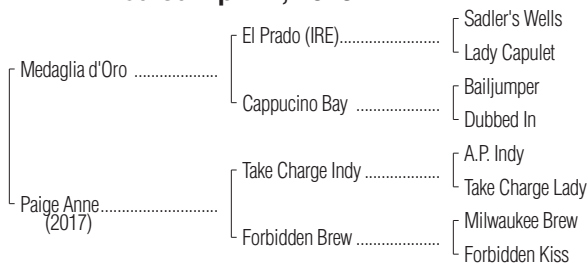 Sadler's Wells
El Prado (IRE)
Lady Capulet
Medaglia d'Oro
Bailjumper
Cappucino Bay
Dubbed In
A.P. Indy
Take Charge Indy
Take Charge Lady
Paige Anne
(2017)
Milwaukee Brew
Forbidden Brew
Forbidden Kiss